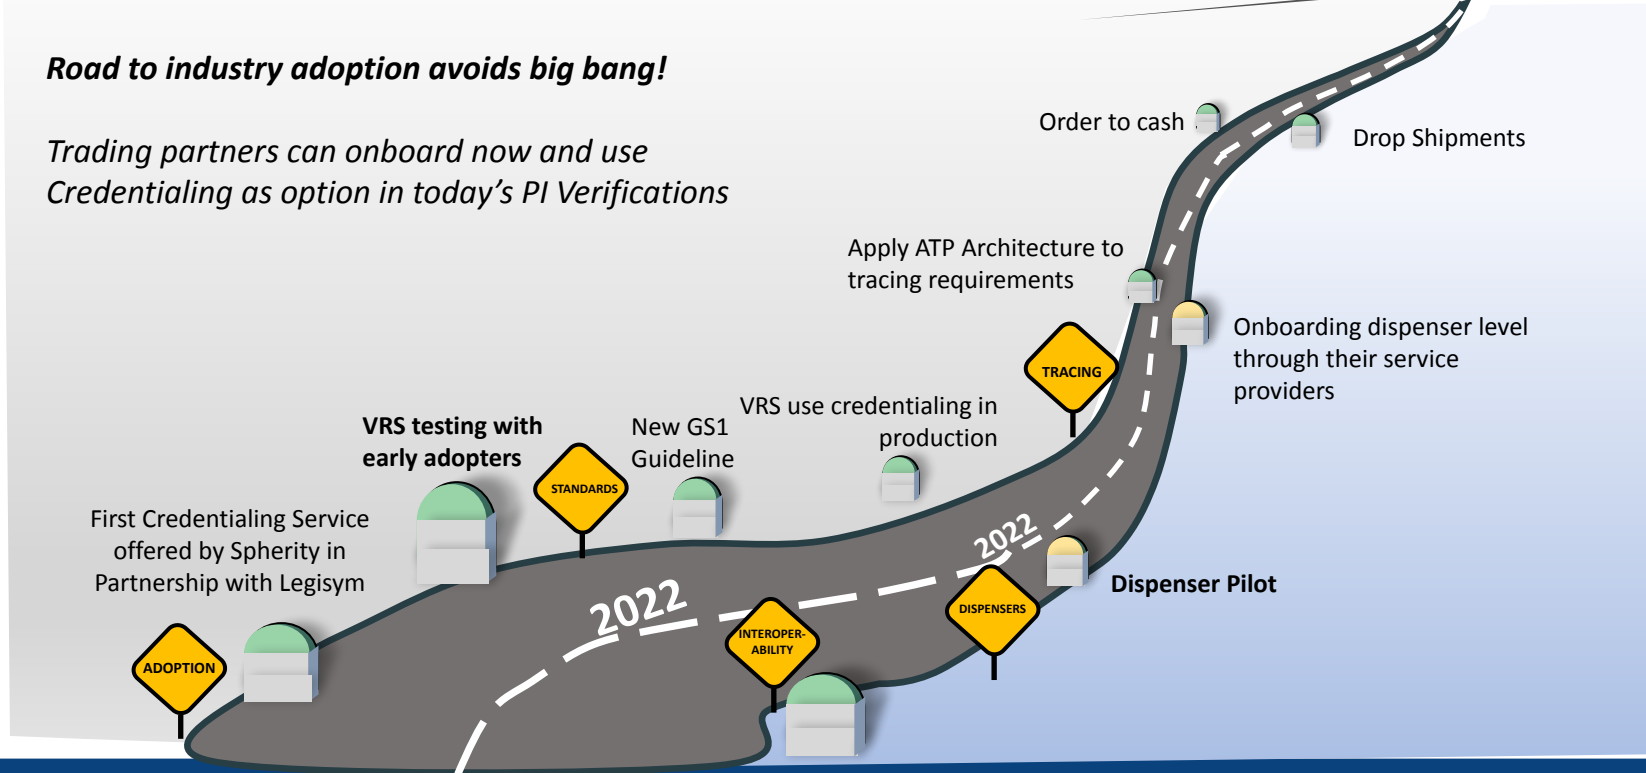 Road to industry adoption avoids big bang!
Trading partners can onboard now and use
Credentialing as option in today's PI Verifications
Order to cash
Drop Shipments
Apply ATP Architecture to
tracing requirements
Onboarding dispenser level
through their service
providers
TRACING
VRS use credentialing in
production
VRS testing with
early adopters
New GS1
Guideline
STANDARDS
First Credentialing Service
offered by Spherity in
Partnership with Legisym
2022
2022
Dispenser Pilot
DISPENSERS
INTEROPER-
ABILITY
ADOPTION